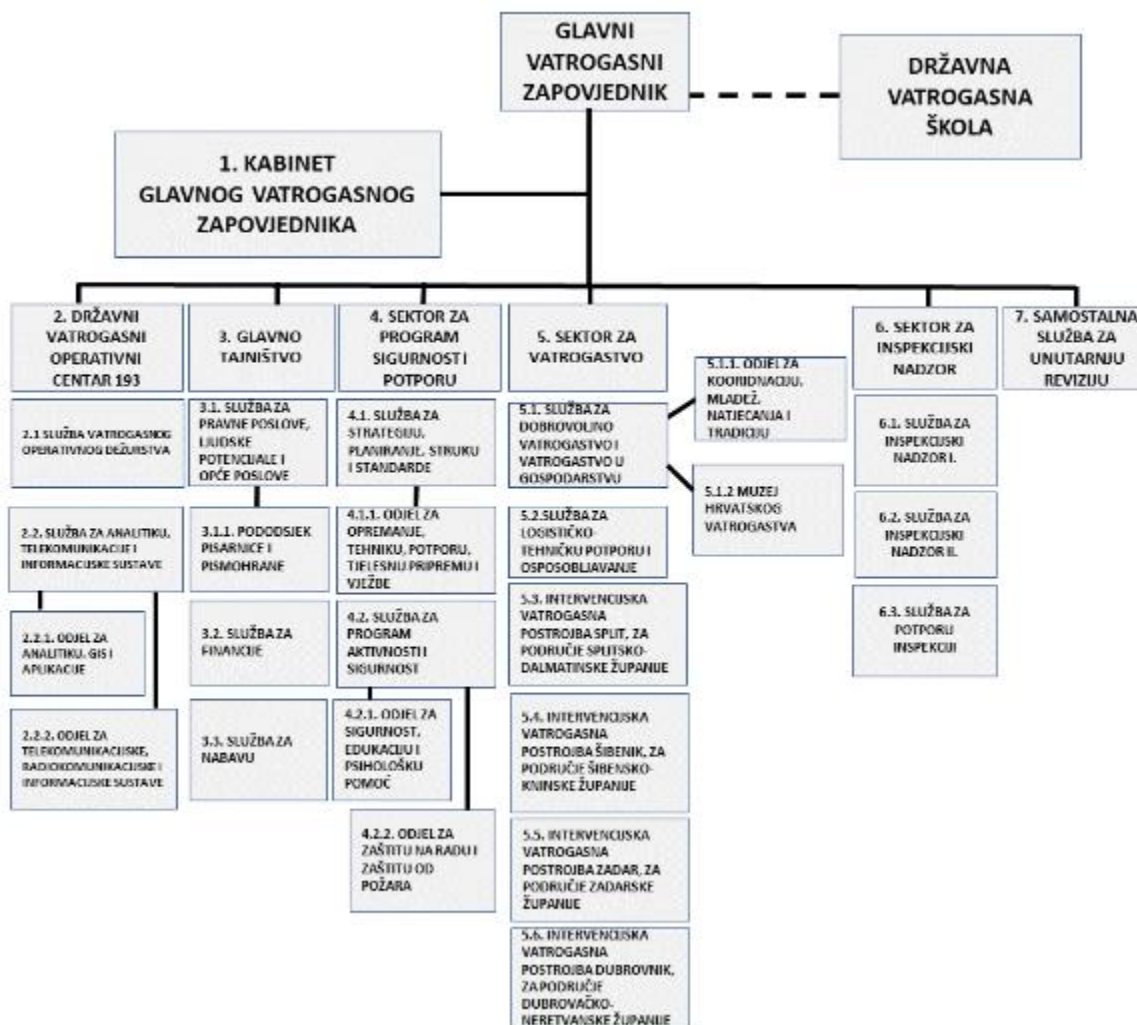 GLAVNI
VATROGASNI
ZAPOVJEDNIK
DRŽAVNA
VATROGASNA
ŠKOLA
1. KABINET
GLAVNOG VATROGASNOG
ZAPOVJEDNIKA
2. DRŽAVNI
VATROGASNI
OPERATIVNI
CENTAR 193
2.1 SLUŽBA VATROGASNOG
OPERATIVNOG DEŽURSTVA
2.2. SLUŽBA ZA ANALITIKU,
TELEKOMUNIKACIJE I
INFORMACIJSKE SUSTAVE
2.2.1. ODJEL ZA
ANALITIKU, GIS I
APLIKACIJE
2.2.2. ODJEL ZA
TELEKOMUNIKACIJSKE,
RADIOKOMUNIKACIJSKE I
INFORMACIJSKE SUSTAVE
3. GLAVNO
TAJNIŠTVO
3.1. SLUŽBA ZA
PRAVNE POSLOVE,
LJUDSKE
POTENCIJALE I
OPĆE POSLOVE
3.1.1. PODODSJEK
PISARNICE I
PISMOHRANE
3.2. SLUŽBA ZA
FINANCIJE
3.3. SLUŽBA ZA
NABAVU
4. SEKTOR ZA
PROGRAM
SIGURNOST I
POTPORU
4.1. SLUŽBA ZA
STRATEGIJU,
PLANIRANJE, STRUKU
I STANDARDE
4.1.1. ODJEL ZA
OPREMANJE,
TEHNIKU, POTPORU,
TJELESNU PRIPREMU I
VJEŽBE
4.2. SLUŽBA ZA
PROGRAM
AKTIVNOSTI I
SIGURNOST
4.2.1. ODJEL ZA
SIGURNOST,
EDUKACIJU I
PSIHOLOŠKU
POMOĆ
4.2.2. ODJEL ZA
ZAŠTITU NA RADU I
ZAŠTITU OD
POŽARA
5. SEKTOR ZA
VATROGASTVO
5.1. SLUŽBA ZA
DOBROVOLJNO
VATROGASTVO I
VATROGASTVO U
GOSPODARSTVU
5.1.1. ODJEL ZA
KOORIDNACIJU,
MLADEŽ,
NATJECANJA I
TRADICIJU
5.1.2 MUZEJ
HRVATSKOG
VATROGASTVA
5.2.SLUŽBA ZA
LOGISTIČKO-
TEHNIČKU POTPORU I
OSPOSOBLJAVANJE
5.3. INTERVENCIJSKA
VATROGASNA
POSTROJBA SPLIT, ZA
PODRUČJE SPLITSKO-
DALMATINSKE ŽUPANIJE
5.4. INTERVENCIJSKA
VATROGASNA
POSTROJBA ŠIBENIK, ZA
PODRUČJE ŠIBENSKO-
KNINSKE ŽUPANIJE
5.5. INTERVENCIJSKA
VATROGASNA
POSTROJBA ZADAR, ZA
PODRUČJE ZADARSKE
ŽUPANIJE
5.6. INTERVENCIJSKA
VATROGASNA
POSTROJBA DUBROVNIK,
ZA PODRUČJE
DUBROVAČKO-
NERETVANSKE ŽUPANIJE
6. SEKTOR ZA
INSPEKCIJSKI
NADZOR
6.1. SLUŽBA ZA
INSPEKCIJSKI
NADZOR I.
6.2. SLUŽBA ZA
INSPEKCIJSKI
NADZOR II.
6.3. SLUŽBA ZA
POTPORU
INSPEKCIJI
7. SAMOSTALNA
SLUŽBA ZA
UNUTARNJU
REVIZIJU